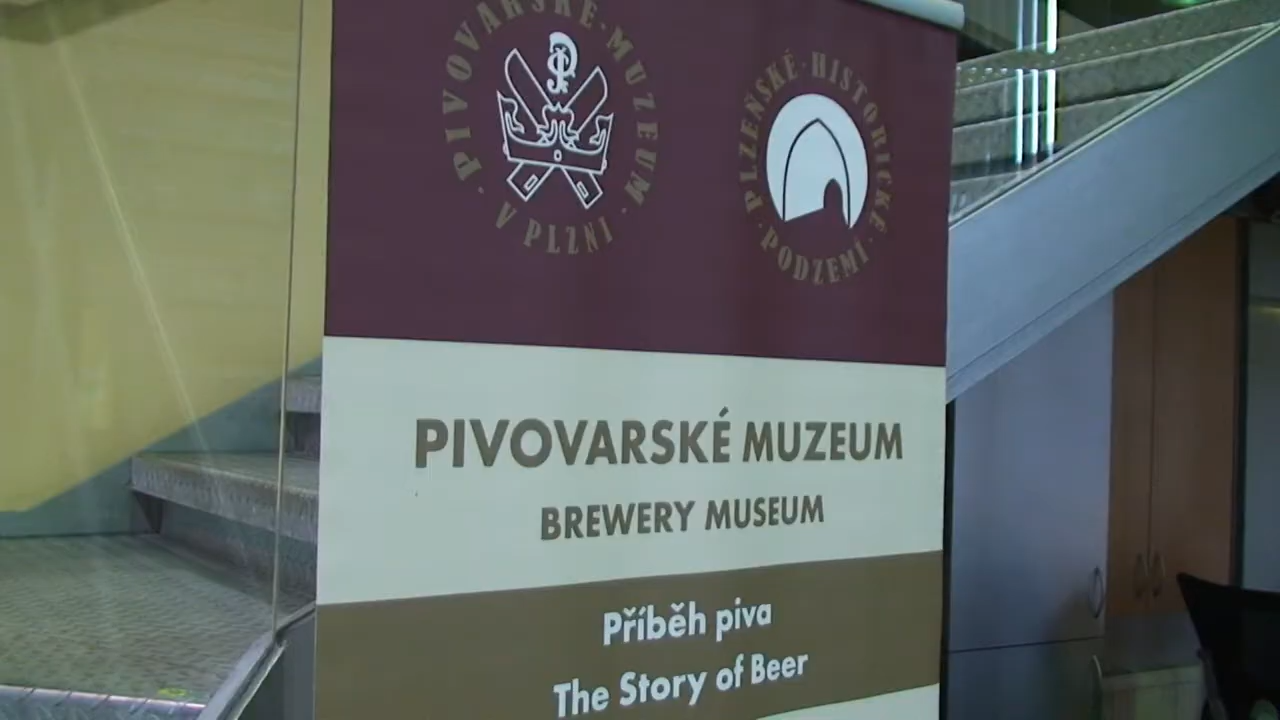 PIVOVARSKÉ · MUZEUM · V PLZNI ·
PLZEŇSKÉ · HISTORICKÉ · PODZEMÍ ·
PIVOVARSKÉ MUZEUM
BREWERY MUSEUM
Příběh piva
The Story of Beer